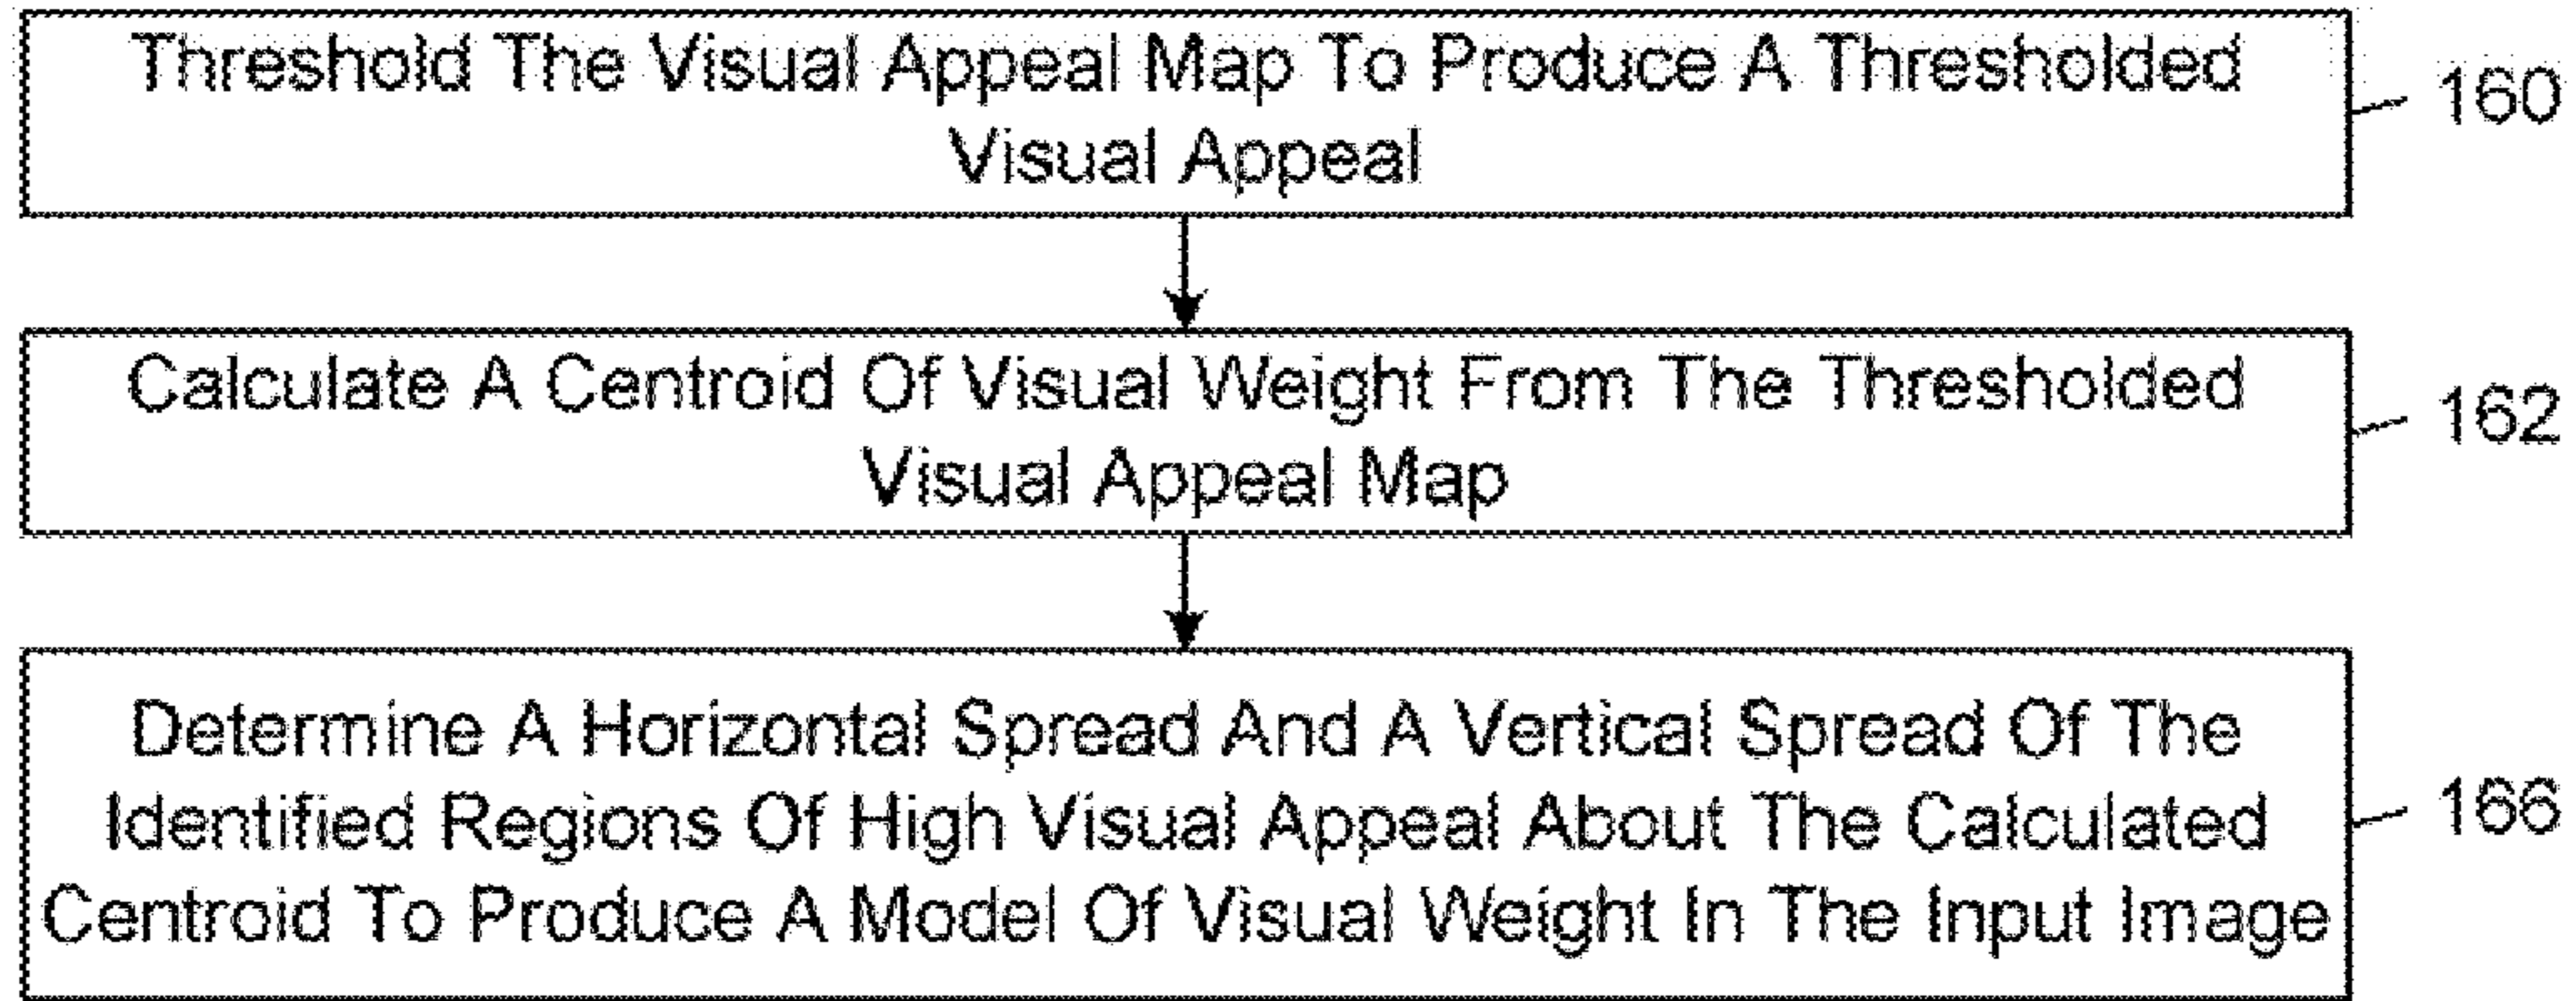 Threshold The Visual Appeal Map To Produce A Thresholded
Visual Appeal
160
Calculate A Centroid Of Visual Weight From The Thresholded
Visual Appeal Map
162
Determine A Horizontal Spread And A Vertical Spread Of The
Identified Regions Of High Visual Appeal About The Calculated
Centroid To Produce A Model Of Visual Weight In The Input Image
166